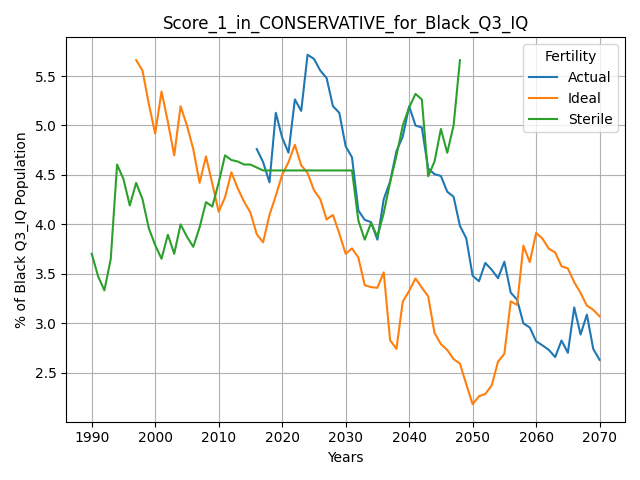 Score_1_in_CONSERVATIVE_for_Black_Q3_IQ
% of Black Q3_IQ Population
5.5
5.0
4.5
4.0
3.5
3.0
2.5
Fertility
Actual
Ideal
Sterile
1990 2000 2010 2020 2030 2040 2050 2060 2070
Years